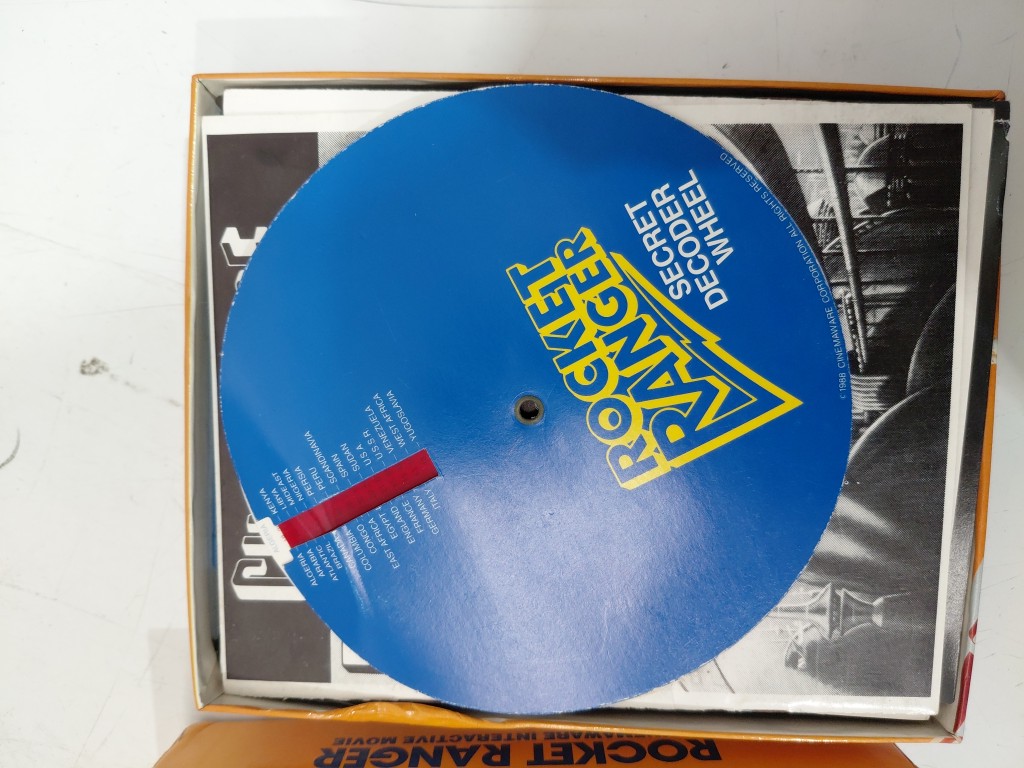 ROCKET
RANGER
SECRET
DECODER
WHEEL
© 1988 CINEMAWARE CORPORATION ALL RIGHTS RESERVED
KENYA
LIBYA
MIDEAST
NIGERIA
PERSIA
PERU
SCANDINAVIA
SPAIN
SUDAN
U S A
U S S R
VENEZUELA
WEST AFRICA
YUGOSLAVIA
ALGERIA
ARABIA
ATLANTIC
BRAZIL
CONGO
EAST AFRICA
EGYPT
ENGLAND
FRANCE
GERMANY
ITALY
ROCKET RANGER
INTERACTIVE MOVIE